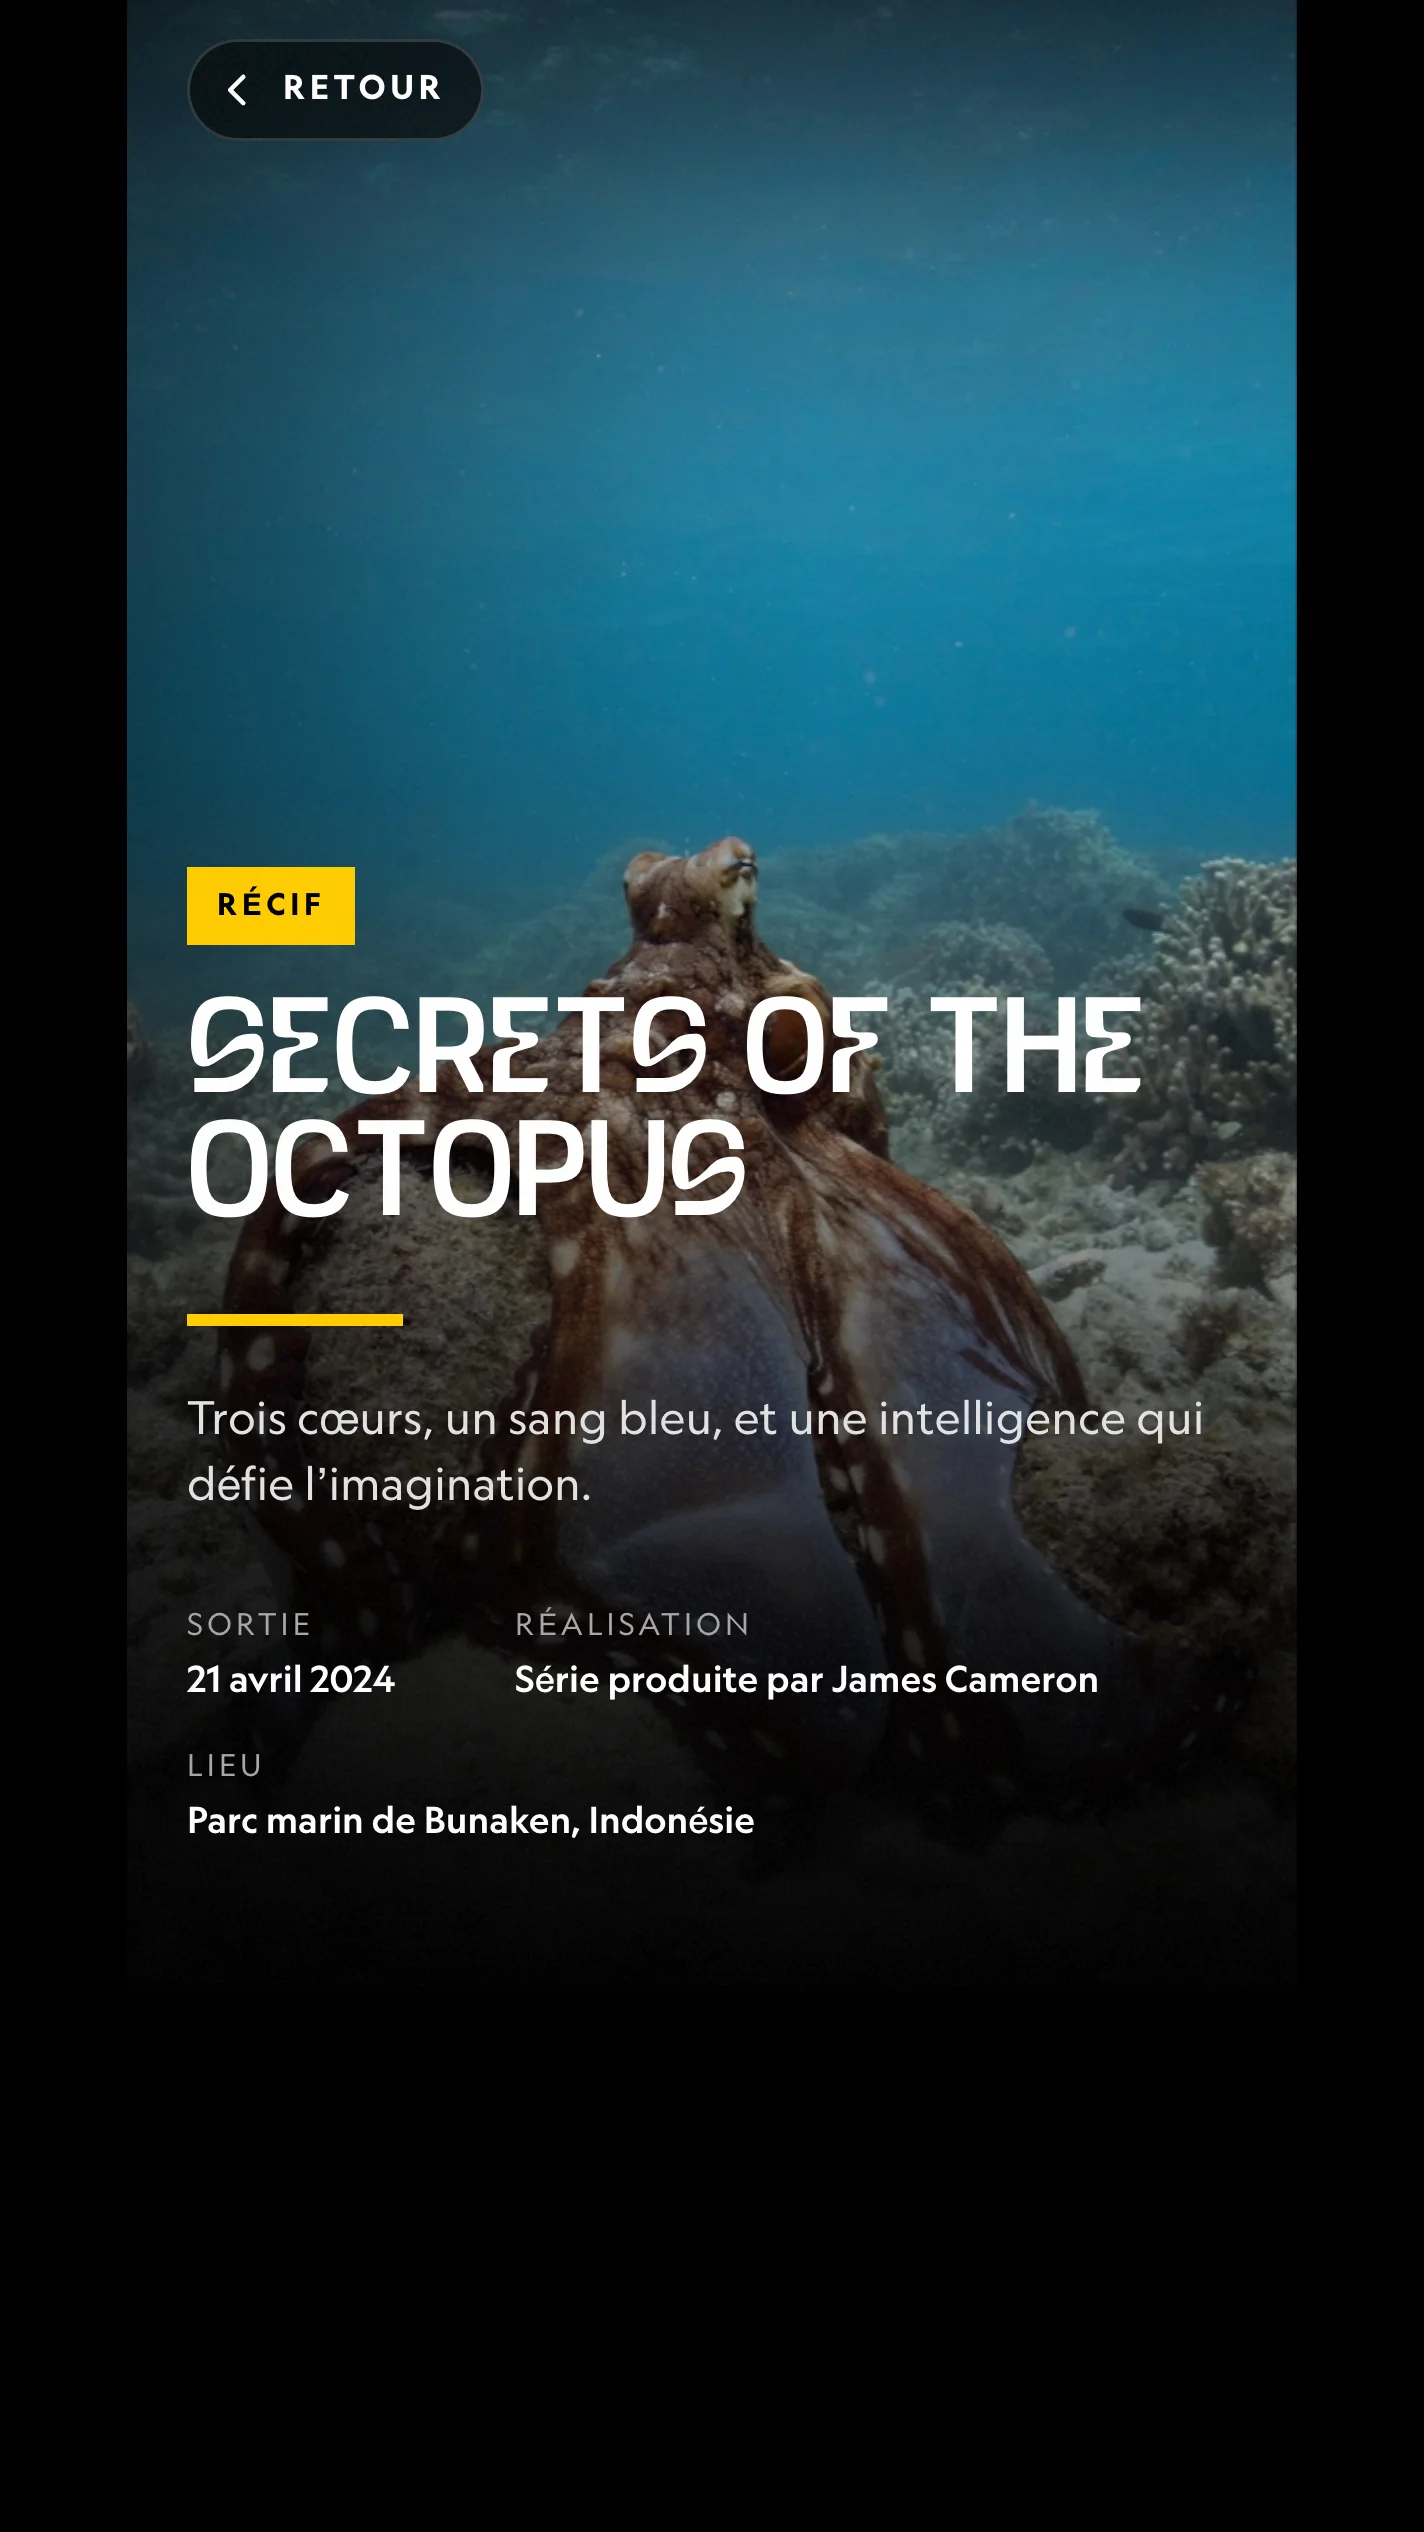 RETOUR
RÉCIF
SECRETS OF THE
OCTOPUS
Trois cœurs, un sang bleu, et une intelligence qui
défie l’imagination.
SORTIE
21 avril 2024
RÉALISATION
Série produite par James Cameron
LIEU
Parc marin de Bunaken, Indonésie